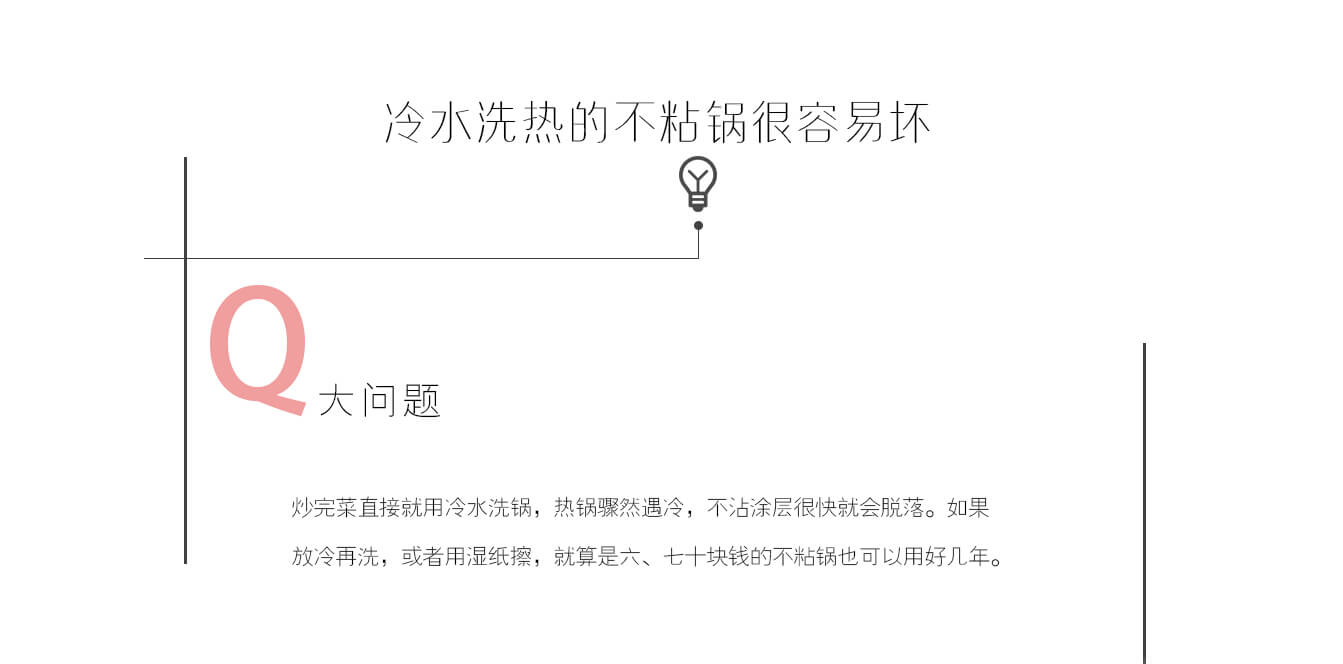 冷水洗热的不粘锅很容易坏
Q大问题
炒完菜直接就用冷水洗锅，热锅骤然遇冷，不沾涂层很快就会脱落。如果
放冷再洗，或者用湿纸擦，就算是六、七十块钱的不粘锅也可以用好几年。